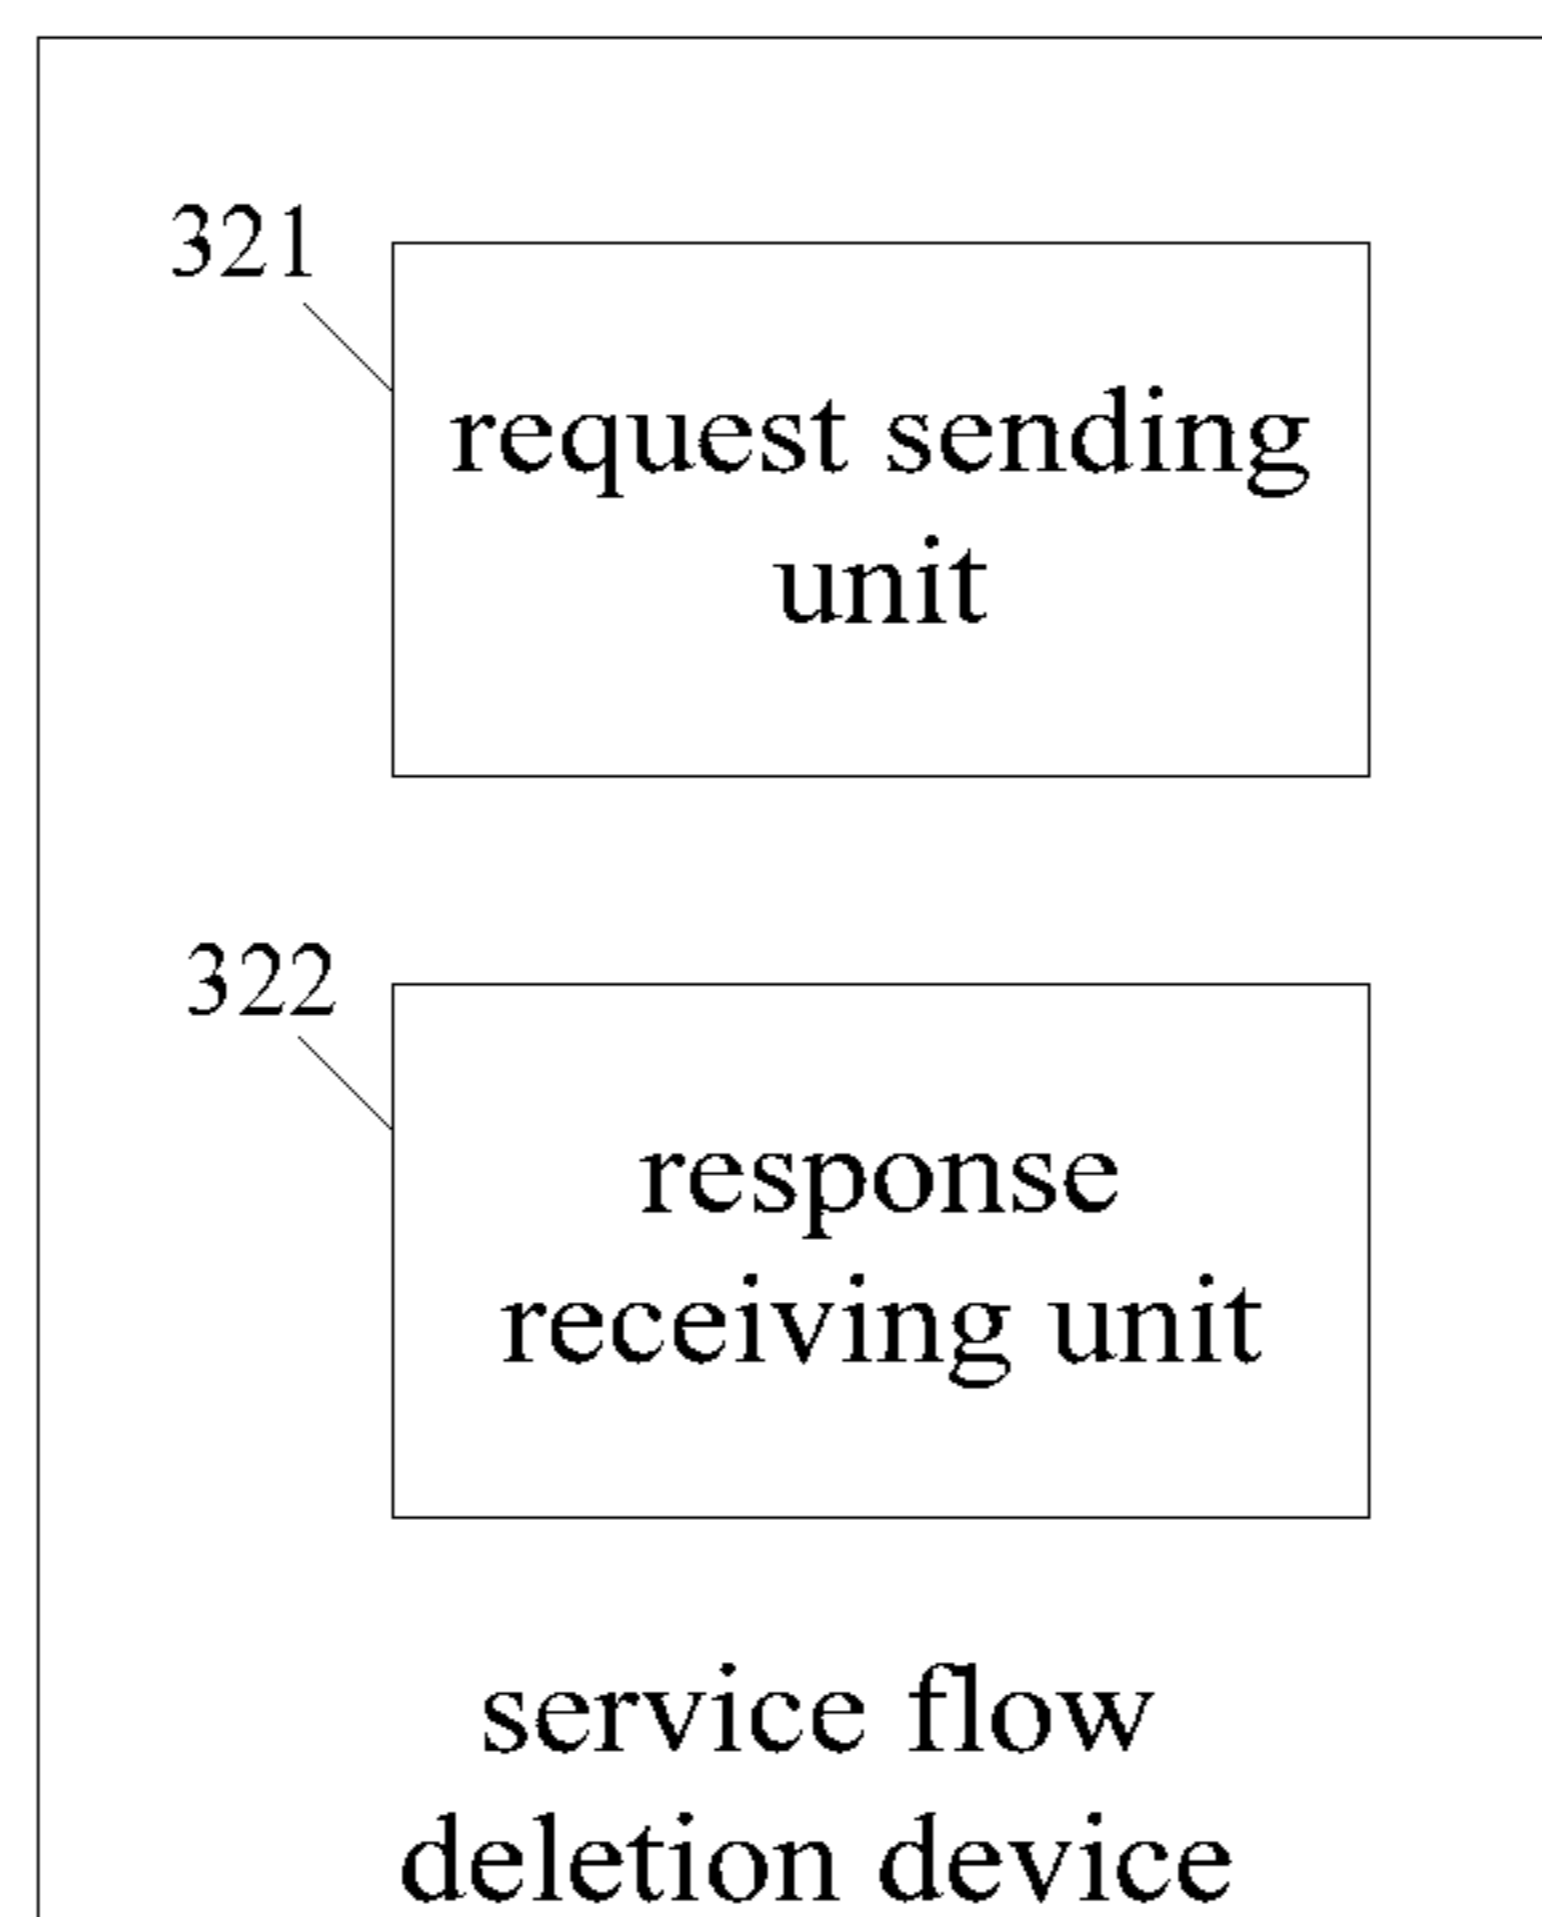 321
request sending
unit
322
response
receiving unit
service flow
deletion device